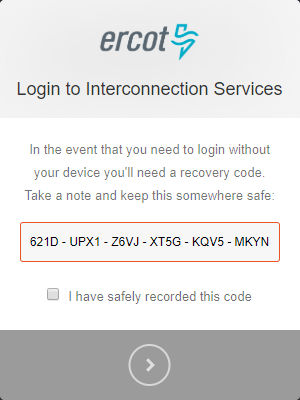 ercot
Login to Interconnection Services
In the event that you need to login without
your device you'll need a recovery code.
Take a note and keep this somewhere safe:
621D - UPX1 - Z6VJ - XT5G - KQV5 - MKYN
I have safely recorded this code